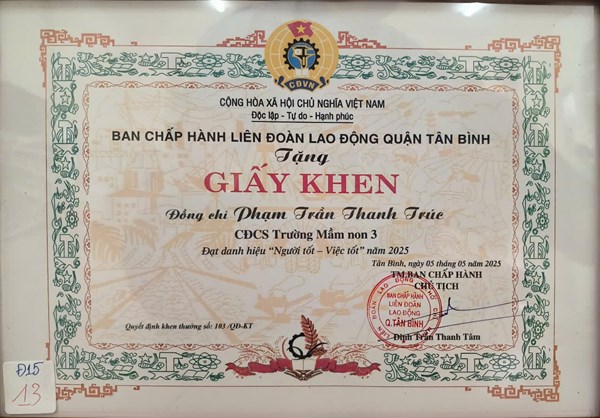 CĐVN
CỘNG HÒA XÃ HỘI CHỦ NGHĨA VIỆT NAM
Độc lập - Tự do - Hạnh phúc
BAN CHẤP HÀNH LIÊN ĐOÀN LAO ĐỘNG QUẬN TÂN BÌNH
Tặng
GIẤY KHEN
Đồng chí Phạm Trần Thanh Trúc
CĐCS Trường Mầm non 3
Đạt danh hiệu “Người tốt – Việc tốt” năm 2025
Tân Bình, ngày 05 tháng 05 năm 2025
TM.BAN CHẤP HÀNH
CHỦ TỊCH
LIÊN ĐOÀN LAO ĐỘNG
BAN CHẤP HÀNH
LIÊN ĐOÀN
LAO ĐỘNG
Q.TÂN BÌNH
Quyết định khen thưởng số: 103 /QĐ-KT
Đinh Trần Thanh Tâm
Đ15
13